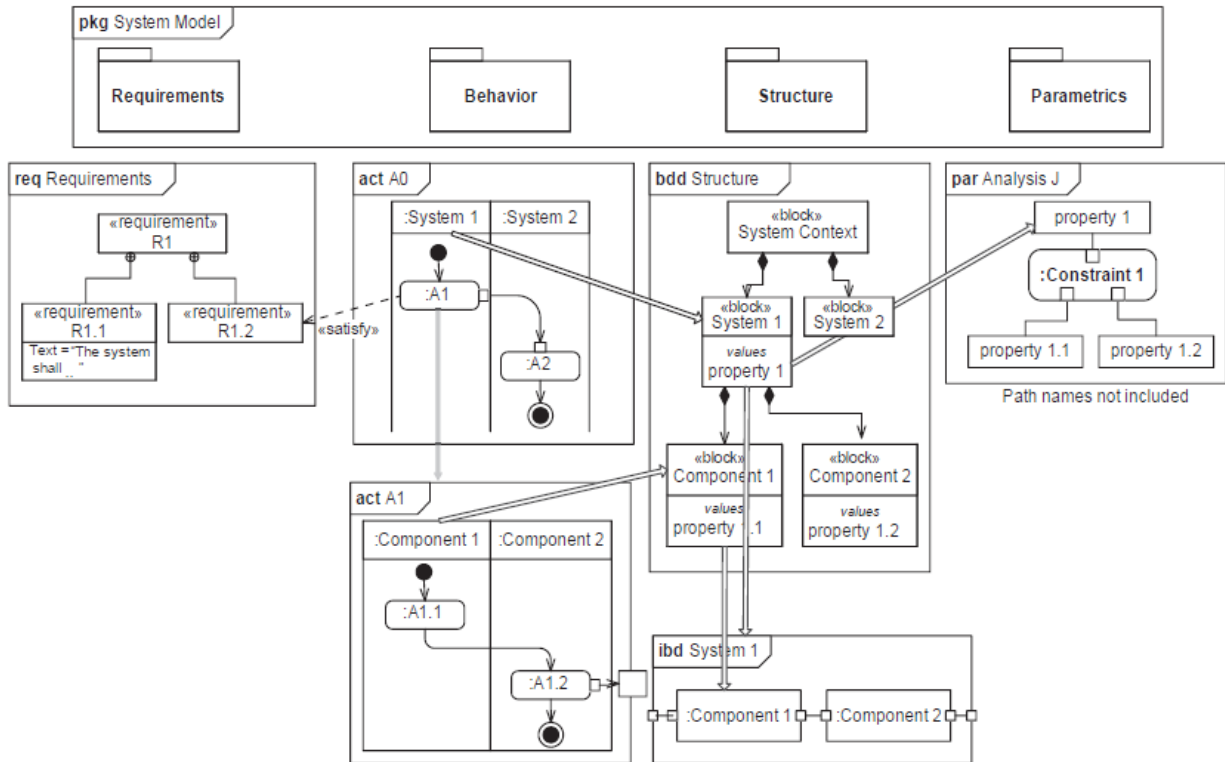 pkg System Model
Requirements
Behavior
Structure
Parametrics
req Requirements
«requirement»
R1
«requirement»
R1.1
Text = "The system
shall .. "
«requirement»
R1.2
«satisfy»
act A0
:System 1
:System 2
:A1
:A2
bdd Structure
«block»
System Context
«block»
System 1
values
property 1
«block»
System 2
«block»
Component 1
values
property 1.1
«block»
Component 2
values
property 1.2
par Analysis J
property 1
:Constraint 1
property 1.1
property 1.2
Path names not included
act A1
:Component 1
:Component 2
:A1.1
:A1.2
ibd System 1
:Component 1
:Component 2